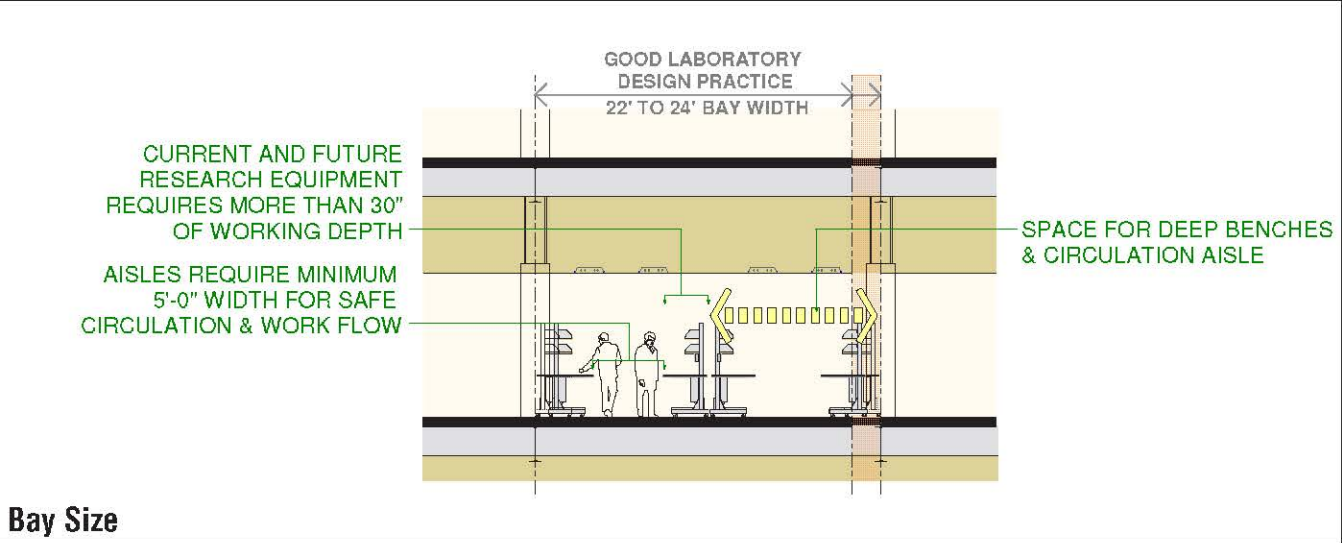 GOOD LABORATORY
DESIGN PRACTICE
22' TO 24' BAY WIDTH
CURRENT AND FUTURE
RESEARCH EQUIPMENT
REQUIRES MORE THAN 30"
OF WORKING DEPTH
AISLES REQUIRE MINIMUM
5'-0" WIDTH FOR SAFE
CIRCULATION & WORK FLOW
SPACE FOR DEEP BENCHES
& CIRCULATION AISLE
Bay Size